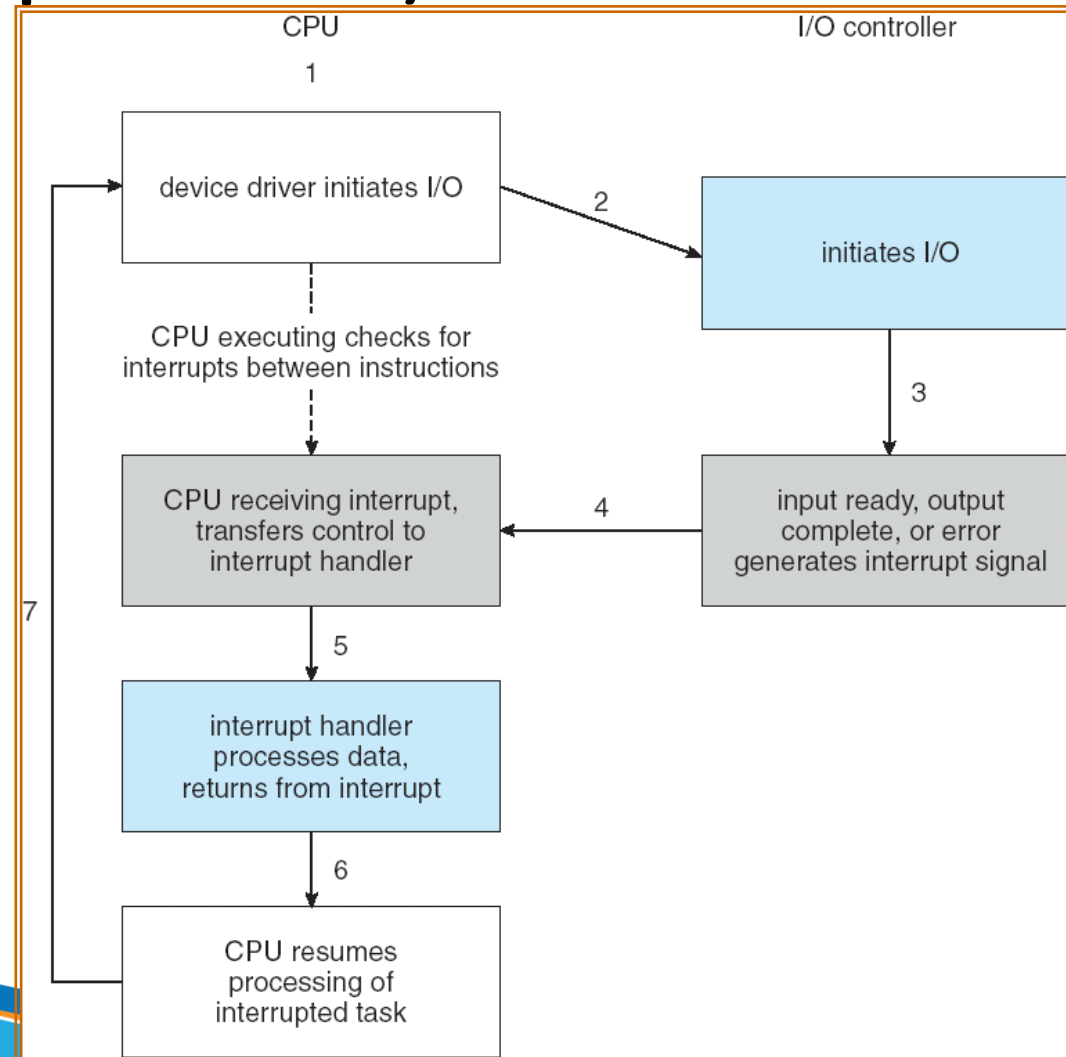 CPU
I/O controller
1
device driver initiates I/O
2
initiates I/O
CPU executing checks for
interrupts between instructions
3
CPU receiving interrupt,
transfers control to
interrupt handler
4
input ready, output
complete, or error
generates interrupt signal
7
5
interrupt handler
processes data,
returns from interrupt
6
CPU resumes
processing of
interrupted task